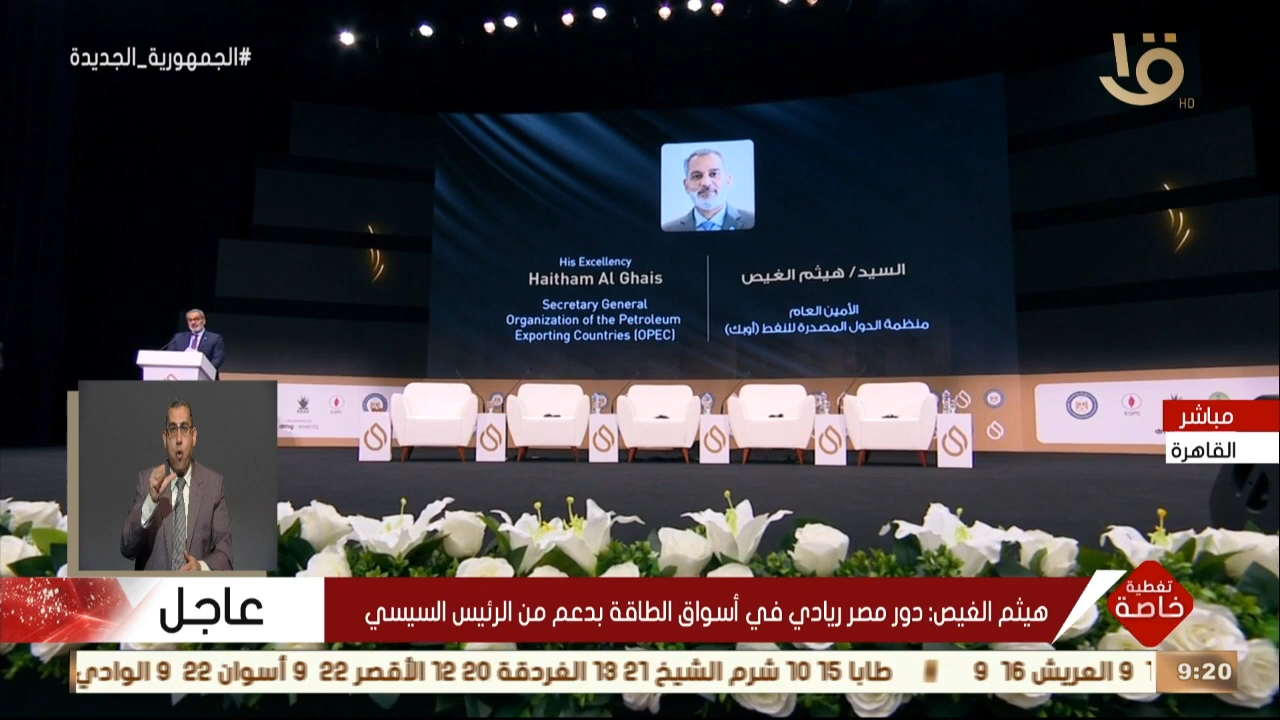 #الجمهورية_الجديدة
HD
His Excellency
Haitham Al Ghais
Secretary General
Organization of the Petroleum
Exporting Countries (OPEC)
السيد/ هيثم الغيص
الأمين العام
منظمة الدول المصدرة للنفط (أوبك)
EGPC
EGPC
مباشر
القاهرة
تغطية
خاصة
هيثم الغيص: دور مصر ريادي في أسواق الطاقة بدعم من الرئيس السيسي
عاجل
9 العريش 16 9
طابا 15 10 شرم الشيخ 21 13 الغردقة 20 12 الأقصر 22 9 أسوان 22 9 الوادي
9:20